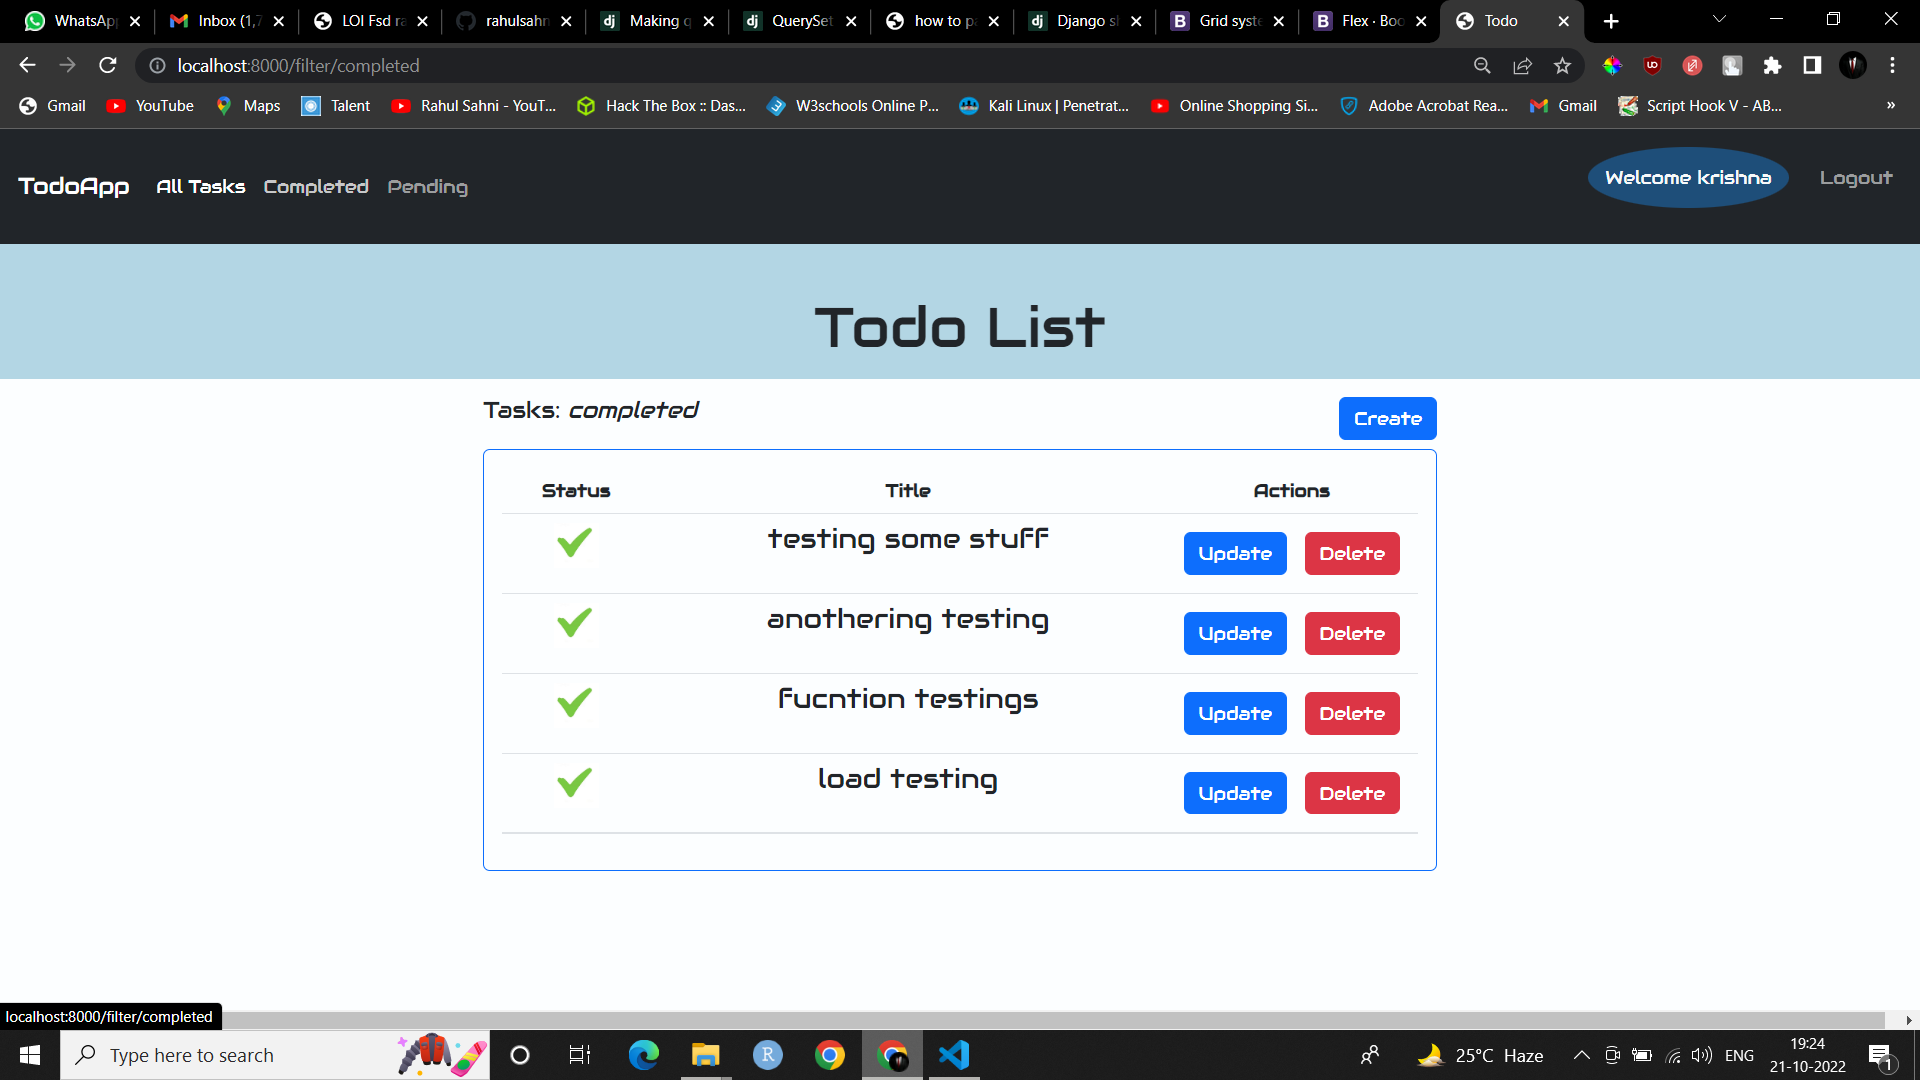 WhatsApp Inbox (1,7 LOI Fsd ra rahulsahn Making q QuerySet how to pa Django sh Grid syste Flex · Boo Todo
localhost:8000/filter/completed
Gmail YouTube Maps Talent Rahul Sahni - YouT... Hack The Box :: Das... W3schools Online P... Kali Linux | Penetrat... Online Shopping Si... Adobe Acrobat Rea... Gmail Script Hook V - AB... »
TodoApp All Tasks Completed Pending Welcome krishna Logout
Todo List
Tasks: completed Create
Status Title Actions
testing some stuff Update Delete
anothering testing Update Delete
fucntion testings Update Delete
load testing Update Delete
localhost:8000/filter/completed
Type here to search 25°C Haze ENG 19:24
21-10-2022 1